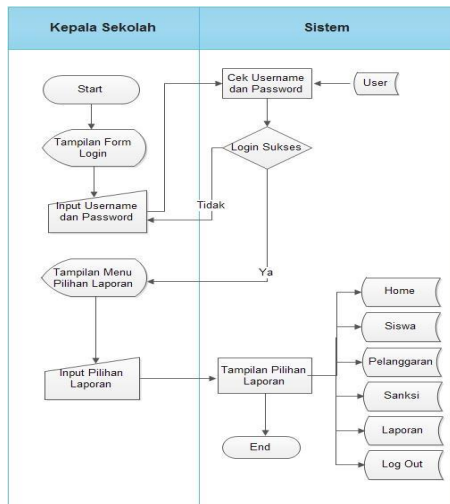 Kepala Sekolah
Sistem
Start
Cek Username
dan Password
User
Tampilan Form
Login
Login Sukses
Input Username
dan Password
Tidak
Ya
Tampilan Menu
Pilihan Laporan
Input Pilihan
Laporan
Tampilan Pilihan
Laporan
End
Home
Siswa
Pelanggaran
Sanksi
Laporan
Log Out